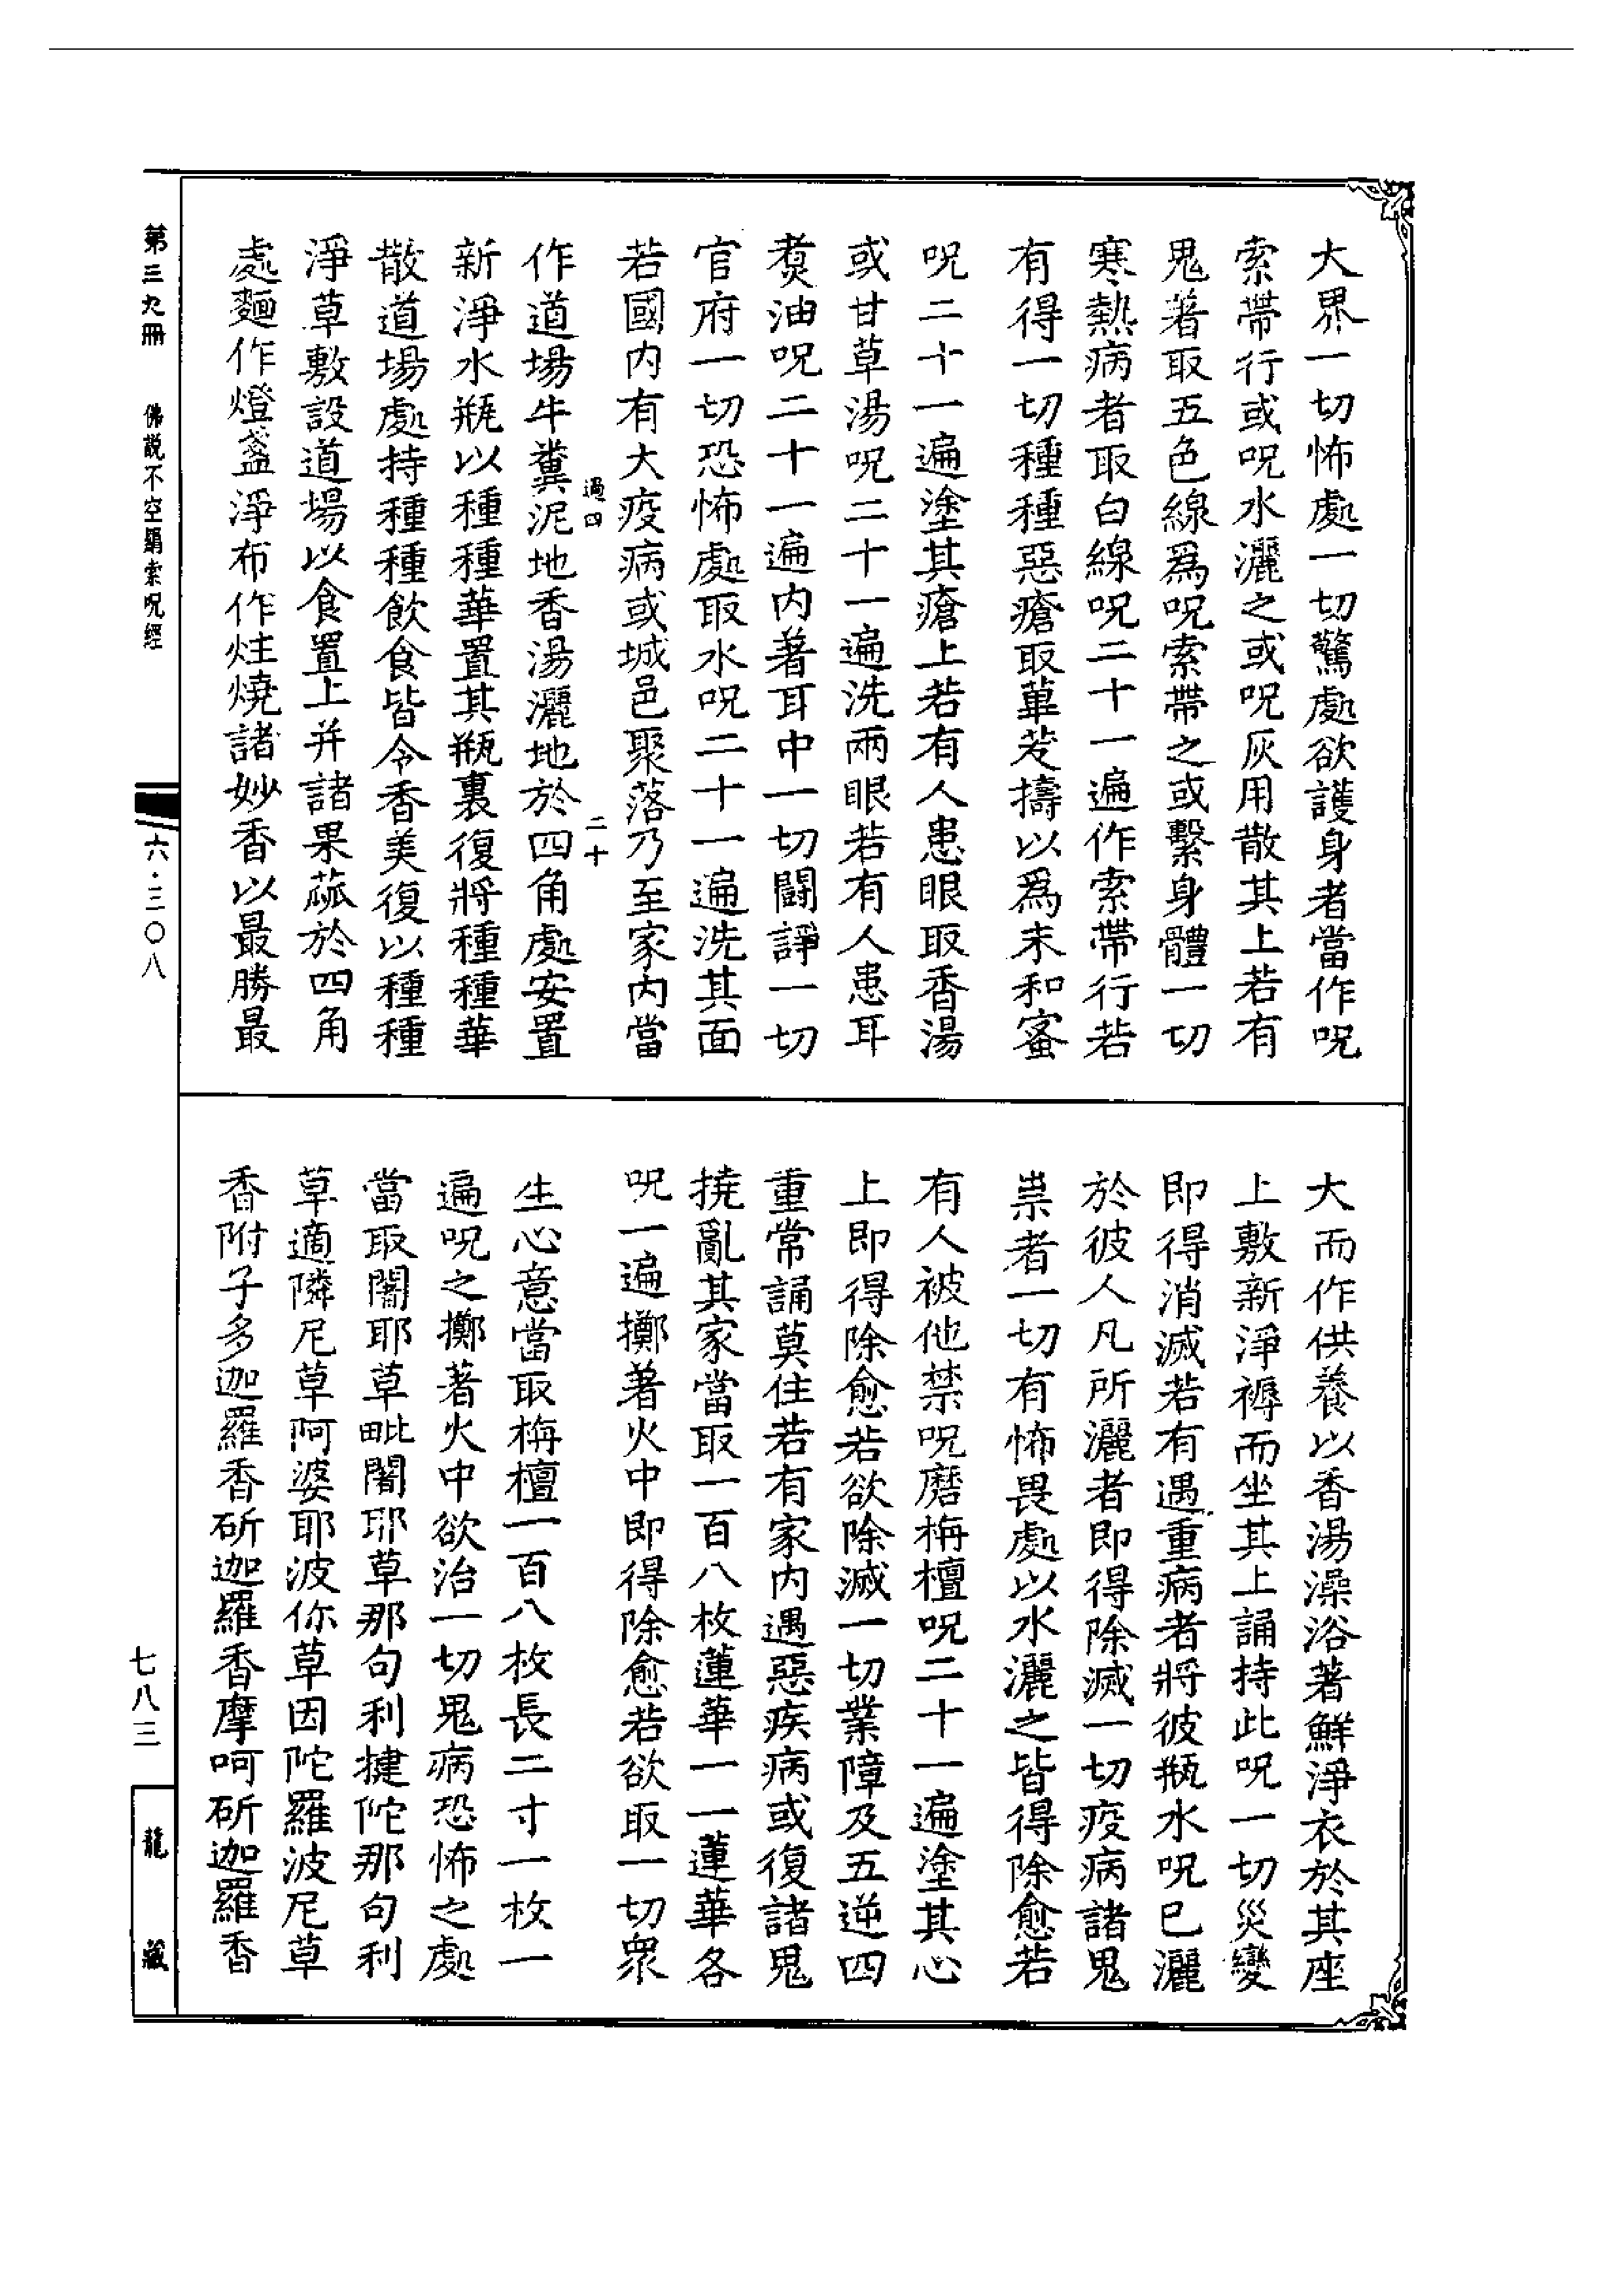 大界一切怖處一切驚處欲護身者當作呪
索帶行或呪水灑之或呪灰用散其上若有
鬼著取五色線爲呪索帶之或繫身體一切
寒熱病者取白線呪二十一遍作索帶行若
有得一切種種惡瘡取蓽茇擣以爲末和蜜
呪二十一遍塗其瘡上若有人患眼取香湯
或甘草湯呪二十一遍洗兩眼若有人患耳
煑油呪二十一遍內著耳中一切鬪諍一切
官府一切恐怖處取水呪二十一遍洗其面
若國內有大疫病或城邑聚落乃至家內當
過四
二十
作道場牛糞泥地香湯灑地於四角處安置
新淨水瓶以種種華置其瓶裏復將種種華
散道場處持種種飲食皆令香美復以種種
淨草敷設道場以食置上并諸果蓏於四角
處麵作燈盞淨布作炷燒諸妙香以最勝最
大而作供養以香湯澡浴著鮮淨衣於其座
上敷新淨褥而坐其上誦持此呪一切災變
即得消滅若有遇重病者將彼瓶水呪已灑
於彼人凡所灑者即得除滅一切疫病諸鬼
祟者一切有怖畏處以水灑之皆得除愈若
有人被他禁呪磨栴檀呪二十一遍塗其心
上即得除愈若欲除滅一切業障及五逆四
重常誦莫住若有家內遇惡疾病或復諸鬼
撓亂其家當取一百八枚蓮華一一蓮華各
呪一遍擲著火中即得除愈若欲取一切衆
生心意當取栴檀一百八枚長二寸一枚一
遍呪之擲著火中欲治一切鬼病恐怖之處
當取闍耶草毗闍耶草那句利揵陀那句利
草適隣尼草阿婆耶波你草因陀羅波尼草
香附子多迦羅香斫迦羅香摩呵斫迦羅香
第三九冊
佛說不空羂索呪經
六·三〇八
七八三
龍藏